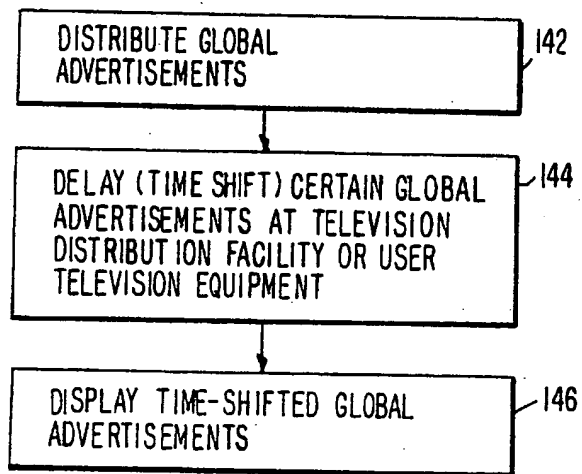 DISTRIBUTE GLOBAL
ADVERTISEMENTS
142
DELAY (TIME SHIFT) CERTAIN GLOBAL
ADVERTISEMENTS AT TELEVISION
DISTRIBUTION FACILITY OR USER
TELEVISION EQUIPMENT
144
DISPLAY TIME-SHIFTED GLOBAL
ADVERTISEMENTS
146